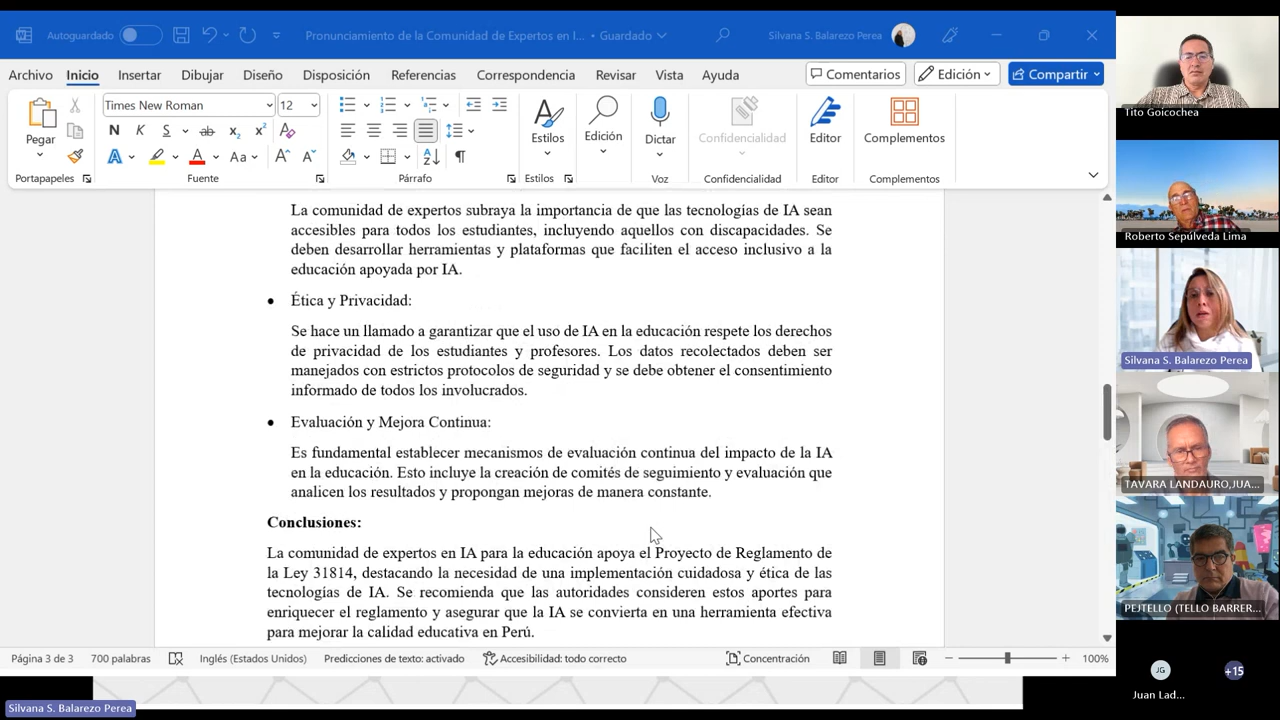 Autoguardado
Pronunciamiento de la Comunidad de Expertos en I... • Guardado
Silvana S. Balarezo Perea
Archivo Inicio Insertar Dibujar Diseño Disposición Referencias Correspondencia Revisar Vista Ayuda
Comentarios Edición Compartir
Times New Roman 12
Pegar
Estilos Edición Dictar Confidencialidad Editor Complementos
Portapapeles Fuente Párrafo Estilos Voz Confidencialidad Editor Complementos
La comunidad de expertos subraya la importancia de que las tecnologías de IA sean
accesibles para todos los estudiantes, incluyendo aquellos con discapacidades. Se
deben desarrollar herramientas y plataformas que faciliten el acceso inclusivo a la
educación apoyada por IA.
• Ética y Privacidad:
Se hace un llamado a garantizar que el uso de IA en la educación respete los derechos
de privacidad de los estudiantes y profesores. Los datos recolectados deben ser
manejados con estrictos protocolos de seguridad y se debe obtener el consentimiento
informado de todos los involucrados.
• Evaluación y Mejora Continua:
Es fundamental establecer mecanismos de evaluación continua del impacto de la IA
en la educación. Esto incluye la creación de comités de seguimiento y evaluación que
analicen los resultados y propongan mejoras de manera constante.
Conclusiones:
La comunidad de expertos en IA para la educación apoya el Proyecto de Reglamento de
la Ley 31814, destacando la necesidad de una implementación cuidadosa y ética de las
tecnologías de IA. Se recomienda que las autoridades consideren estos aportes para
enriquecer el reglamento y asegurar que la IA se convierta en una herramienta efectiva
para mejorar la calidad educativa en Perú.
Página 3 de 3 700 palabras Inglés (Estados Unidos) Predicciones de texto: activado Accesibilidad: todo correcto Concentración 100%
Silvana S. Balarezo Perea
Tito Goicochea
Roberto Sepúlveda Lima
Silvana S. Balarezo Perea
TAVARA LANDAURO,JUA...
PEJTELLO (TELLO BARRER...
JG
+15
Juan Lad...